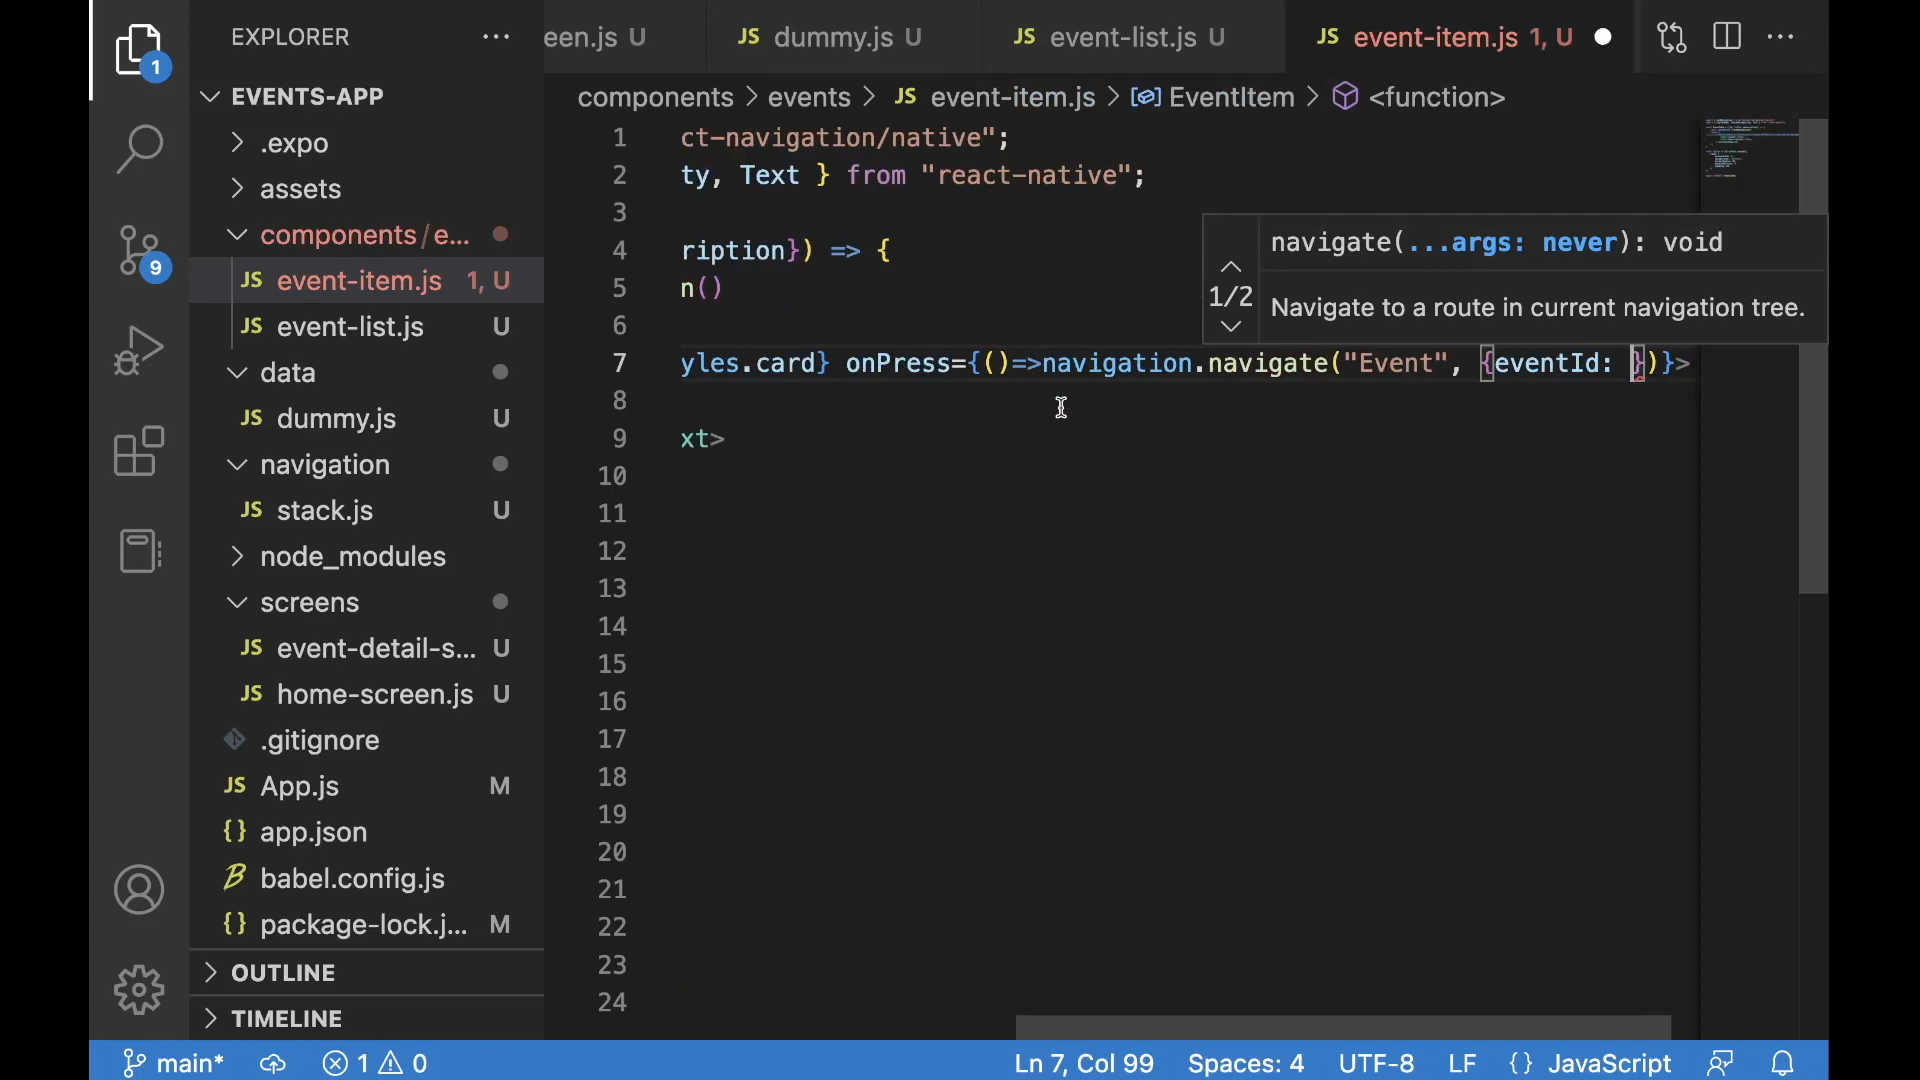 EXPLORER
een.js U
JS dummy.js U
JS event-list.js U
JS event-item.js 1, U
1
EVENTS-APP
components > events > JS event-item.js > EventItem > <function>
.expo
assets
components/e...
JS event-item.js 1, U
JS event-list.js U
data
JS dummy.js U
navigation
JS stack.js U
node_modules
screens
JS event-detail-s... U
JS home-screen.js U
.gitignore
JS App.js M
{} app.json
B babel.config.js
{} package-lock.j... M
OUTLINE
TIMELINE
9
1 ct-navigation/native";
2 ty, Text } from "react-native";
3
4 ription}) => {
5 n()
6
7 yles.card} onPress={()=>navigation.navigate("Event", {eventId: })}>
8
9 xt>
10
11
12
13
14
15
16
17
18
19
20
21
22
23
24
navigate(...args: never): void
1/2
Navigate to a route in current navigation tree.
main* 1 0 Ln 7, Col 99 Spaces: 4 UTF-8 LF {} JavaScript